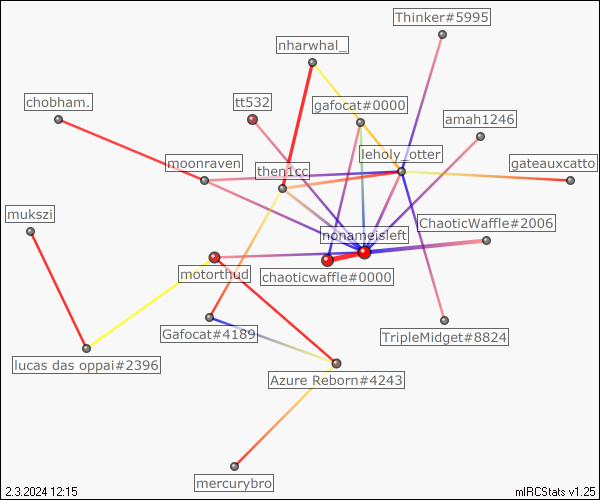 Thinker#5995
nharwhal_
chobham.
tt532
gafocat#0000
amah1246
leholy_otter
moonraven
then1cc
gateauxcatto
mukszi
ChaoticWaffle#2006
nonameisleft
motorthud
chaoticwaffle#0000
Gafocat#4189
TripleMidget#8824
lucas das oppai#2396
Azure Reborn#4243
mercurybro
2.3.2024 12:15
mIRCStats v1.25